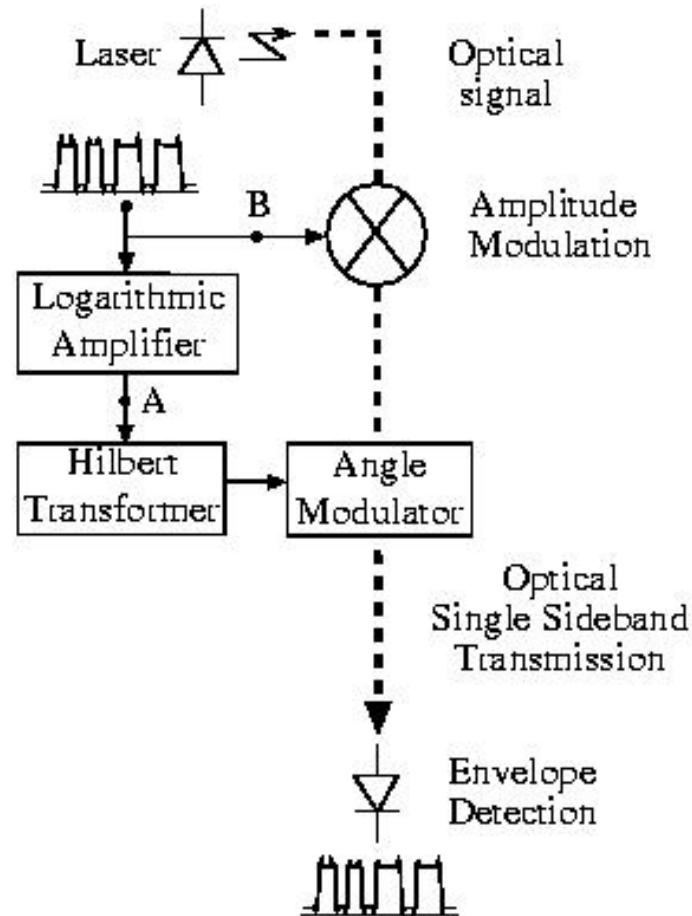 Laser
Optical
signal
B
Amplitude
Modulation
Logarithmic
Amplifier
A
Hilbert
Transformer
Angle
Modulator
Optical
Single Sideband
Transmission
Envelope
Detection